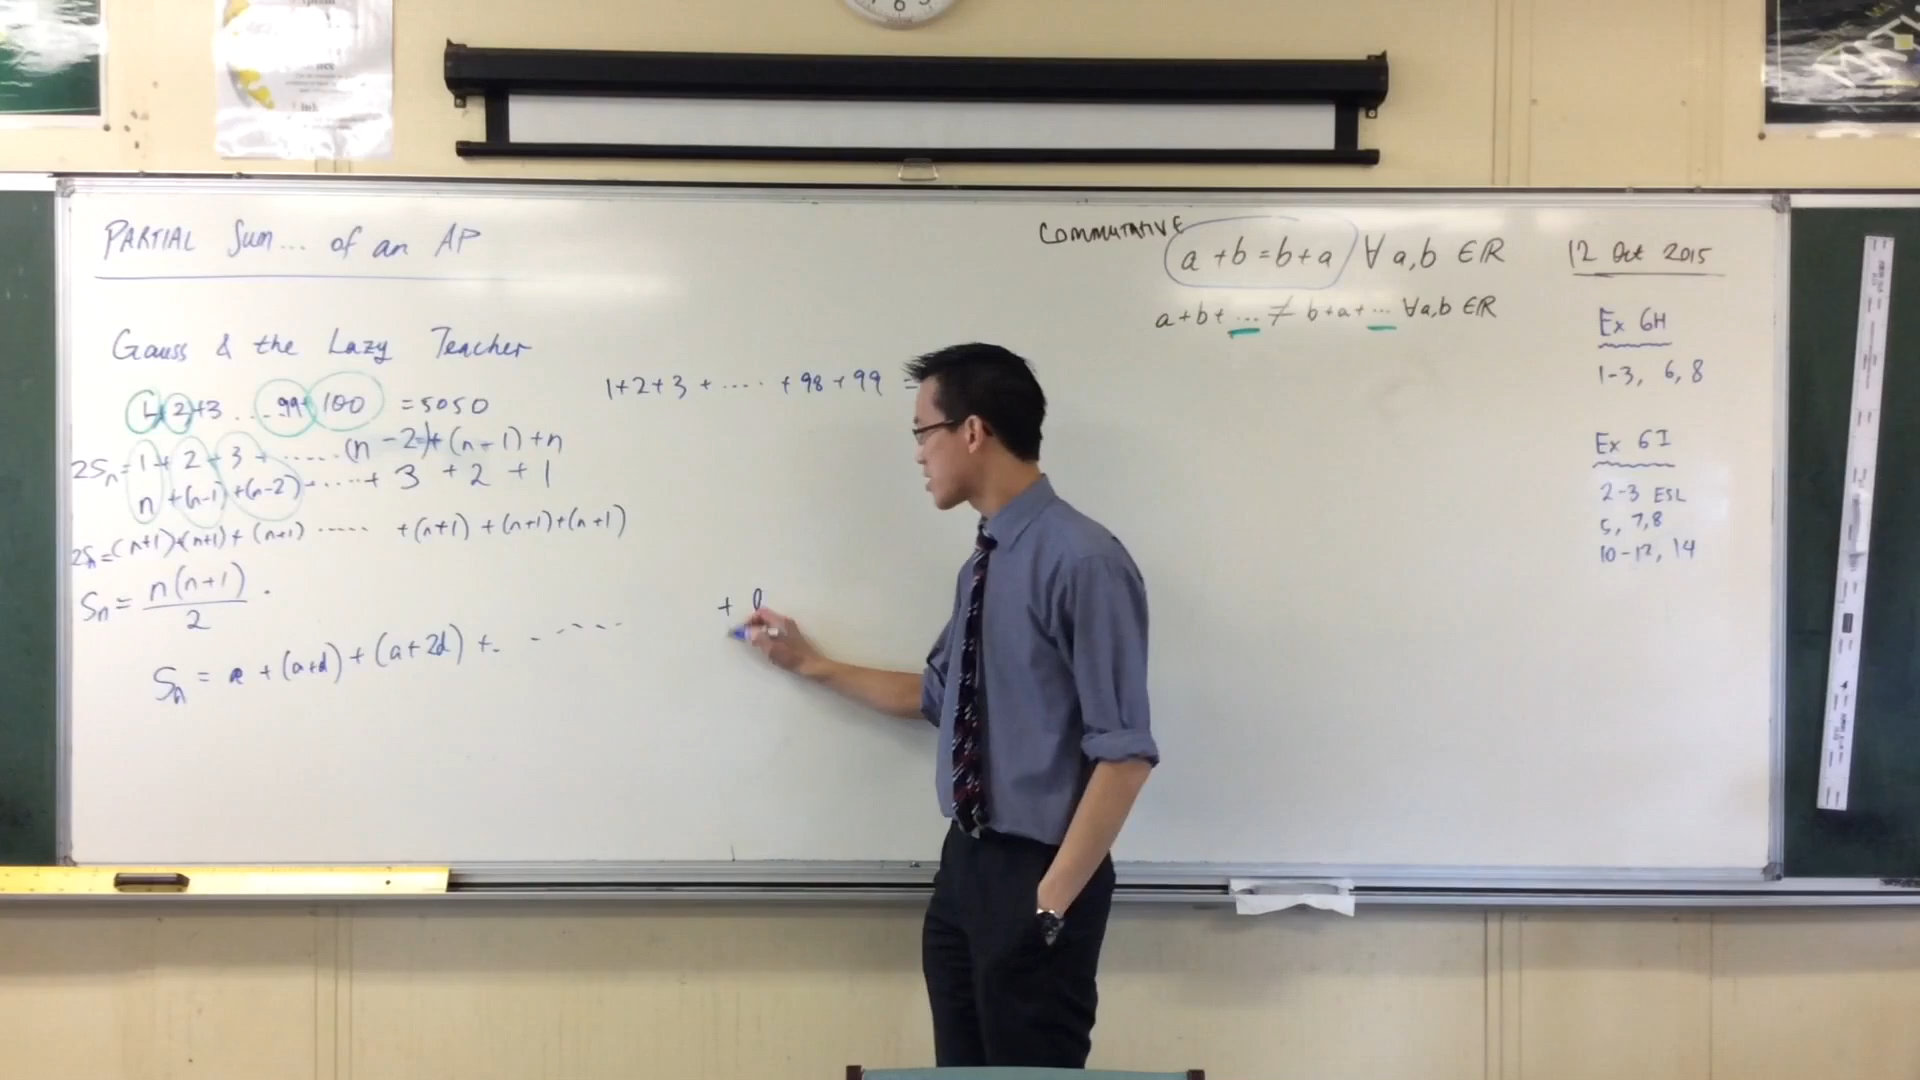 PARTIAL Sum... of an AP
Gauss & the Lazy Teacher
1+2+3 ... 99+100 = 5050
2Sn = 1 + 2 + 3 + ...... (n-2)+(n-1)+n
n +(n-1)+(n-2)+ ..... + 3 + 2 + 1
2Sn=(n+1)+(n+1)+(n+1) ..... +(n+1)+(n+1)+(n+1)
Sn = n(n+1)
2
Sn = a + (a+d) + (a+2d) + .. - - - - -
+ l
1+2+3 + .... + 98 + 99 =
COMMUTATIVE
a+b=b+a ∀ a,b ∈ ℝ
a+b+ ... ≠ b+a+ ... ∀a,b ∈ ℝ
12 Oct 2015
Ex 6H
1-3, 6, 8
Ex 6I
2-3 ESL
5, 7,8
10-12, 14